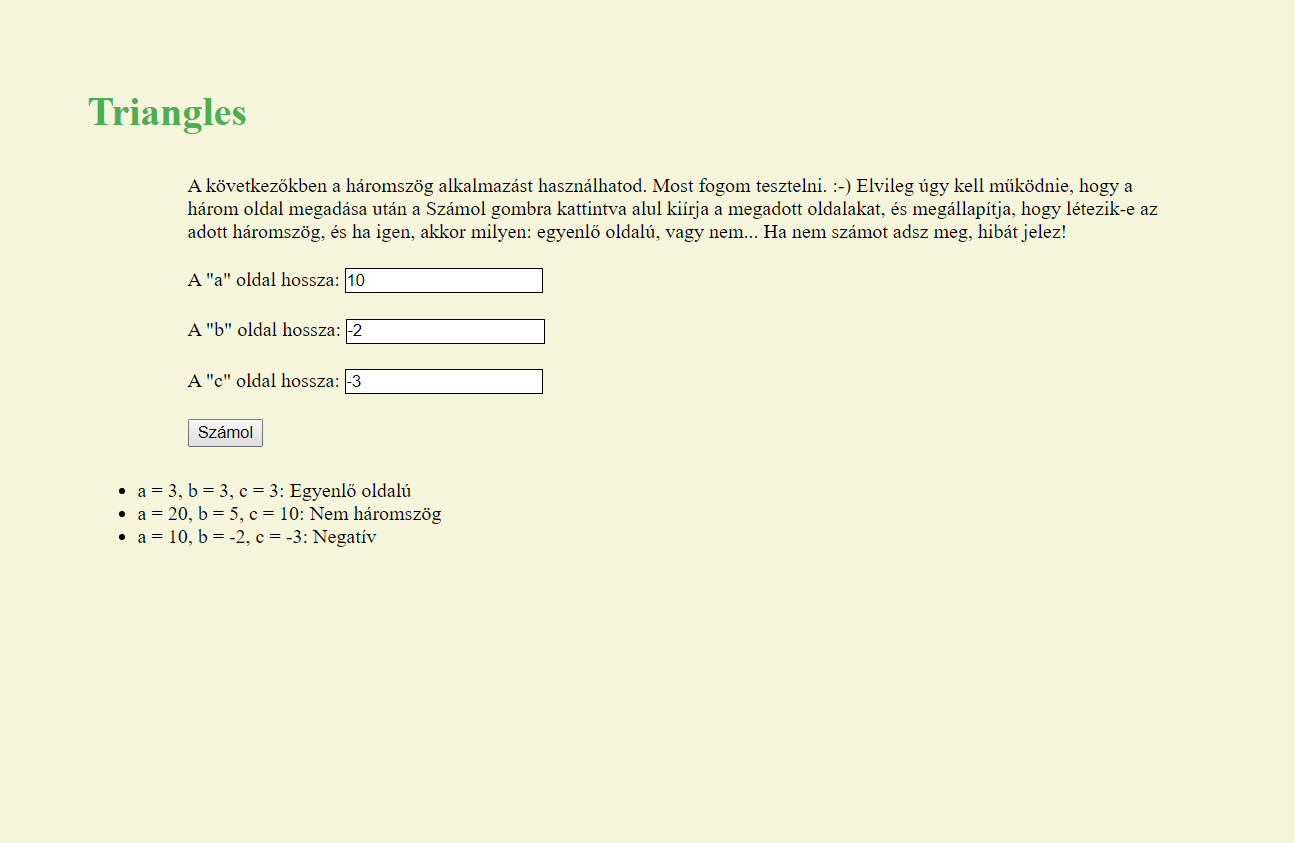 Triangles
A következőkben a háromszög alkalmazást használhatod. Most fogom tesztelni. :-) Elvileg úgy kell működnie, hogy a
három oldal megadása után a Számol gombra kattintva alul kiírja a megadott oldalakat, és megállapítja, hogy létezik-e az
adott háromszög, és ha igen, akkor milyen: egyenlő oldalú, vagy nem... Ha nem számot adsz meg, hibát jelez!
A "a" oldal hossza: 10
A "b" oldal hossza: -2
A "c" oldal hossza: -3
Számol
• a = 3, b = 3, c = 3: Egyenlő oldalú
• a = 20, b = 5, c = 10: Nem háromszög
• a = 10, b = -2, c = -3: Negatív